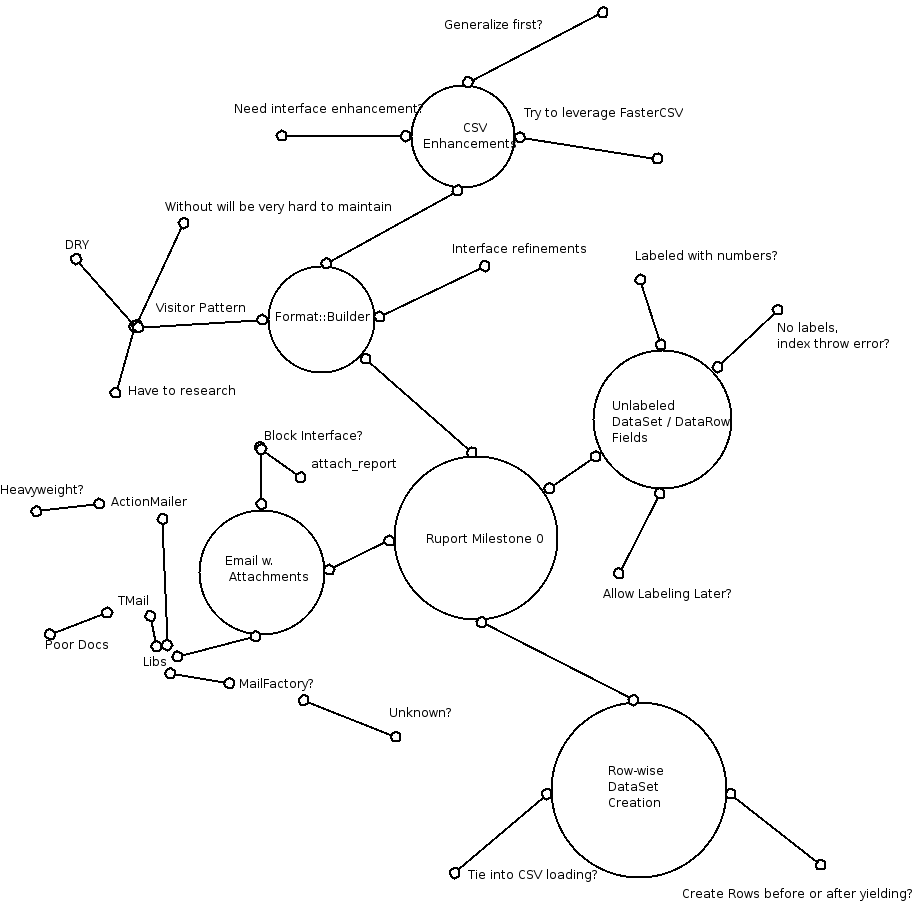 Generalize first?
Need interface enhancement?
Try to leverage FasterCSV
CSV
Enhancements
Without will be very hard to maintain
DRY
Interface refinements
Labeled with numbers?
Visitor Pattern
Format::Builder
No labels,
index throw error?
Have to research
Unlabeled
DataSet / DataRow
Fields
Block Interface?
attach_report
Heavyweight?
ActionMailer
Ruport Milestone 0
Email w.
Attachments
Allow Labeling Later?
TMail
Poor Docs
Libs
MailFactory?
Unknown?
Row-wise
DataSet
Creation
Tie into CSV loading?
Create Rows before or after yielding?